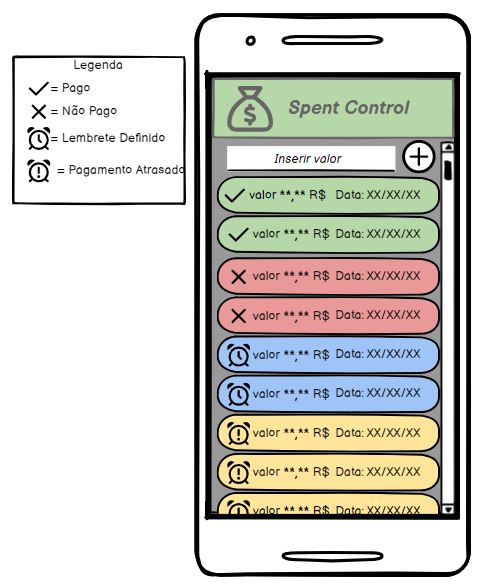 Legenda
= Pago
= Não Pago
= Lembrete Definido
= Pagamento Atrasado
Spent Control
Inserir valor
valor **,** R$ Data: XX/XX/XX
valor **,** R$ Data: XX/XX/XX
valor **,** R$ Data: XX/XX/XX
valor **,** R$ Data: XX/XX/XX
valor **,** R$ Data: XX/XX/XX
valor **,** R$ Data: XX/XX/XX
valor **,** R$ Data: XX/XX/XX
valor **,** R$ Data: XX/XX/XX
valor **,** R$ Data: XX/XX/XX